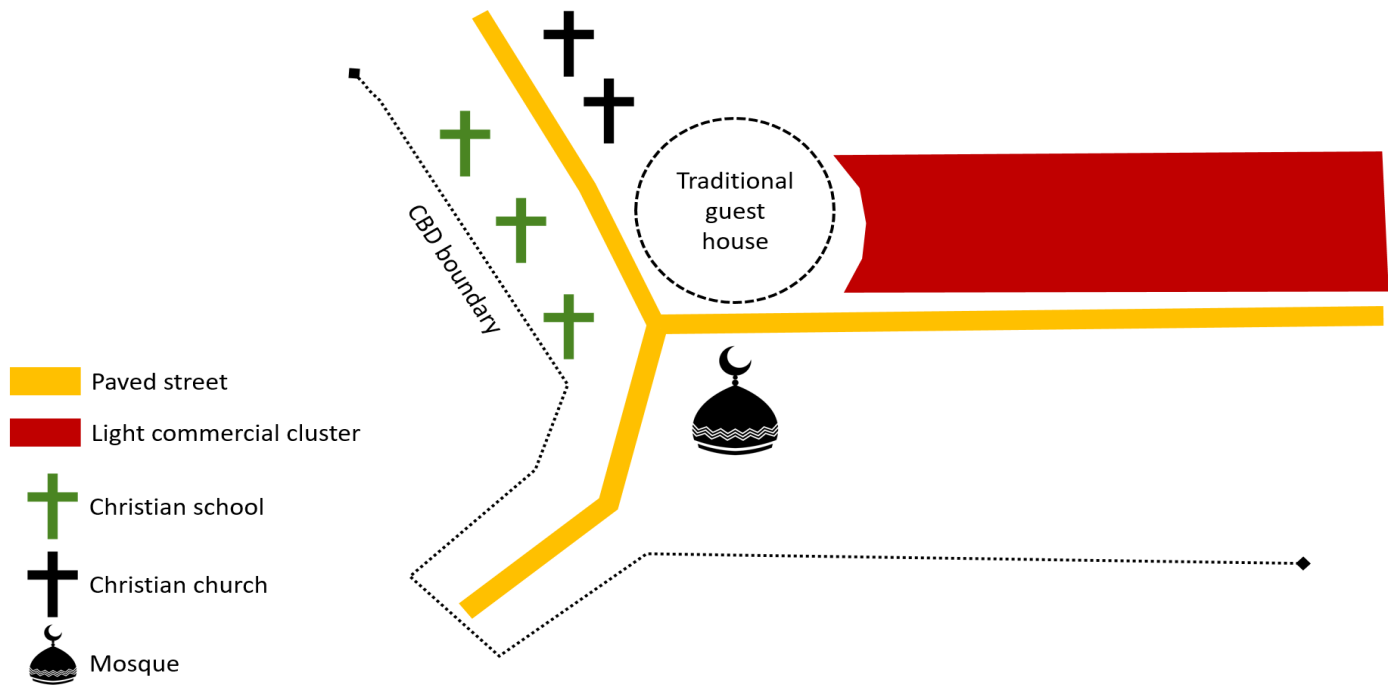 Traditional
guest
house
CBD boundary
Paved street
Light commercial cluster
Christian school
Christian church
Mosque